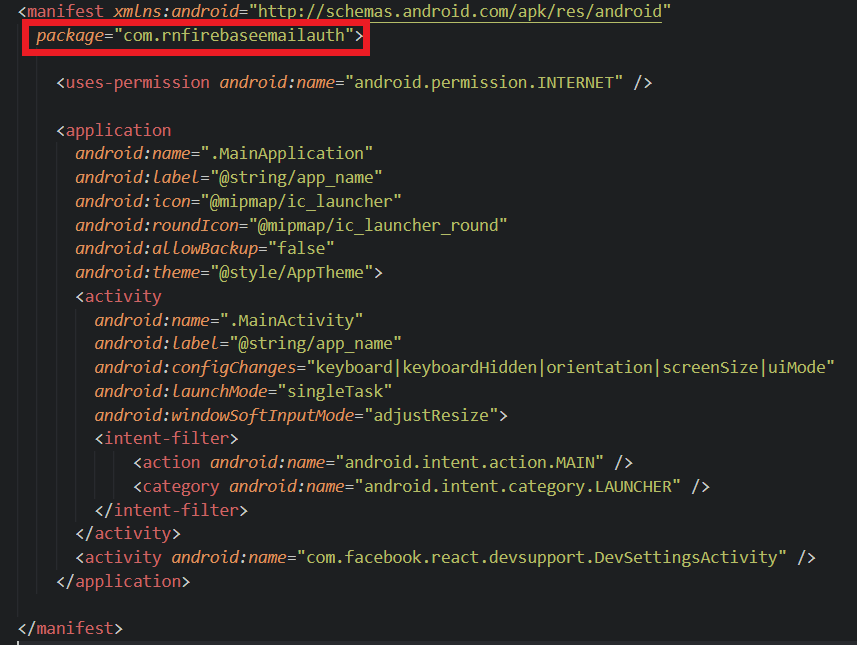 <manifest xmlns:android="http://schemas.android.com/apk/res/android"
package="com.rnfirebaseemailauth">
<uses-permission android:name="android.permission.INTERNET" />
<application
android:name=".MainApplication"
android:label="@string/app_name"
android:icon="@mipmap/ic_launcher"
android:roundIcon="@mipmap/ic_launcher_round"
android:allowBackup="false"
android:theme="@style/AppTheme">
<activity
android:name=".MainActivity"
android:label="@string/app_name"
android:configChanges="keyboard|keyboardHidden|orientation|screenSize|uiMode"
android:launchMode="singleTask"
android:windowSoftInputMode="adjustResize">
<intent-filter>
<action android:name="android.intent.action.MAIN" />
<category android:name="android.intent.category.LAUNCHER" />
</intent-filter>
</activity>
<activity android:name="com.facebook.react.devsupport.DevSettingsActivity" />
</application>
</manifest>